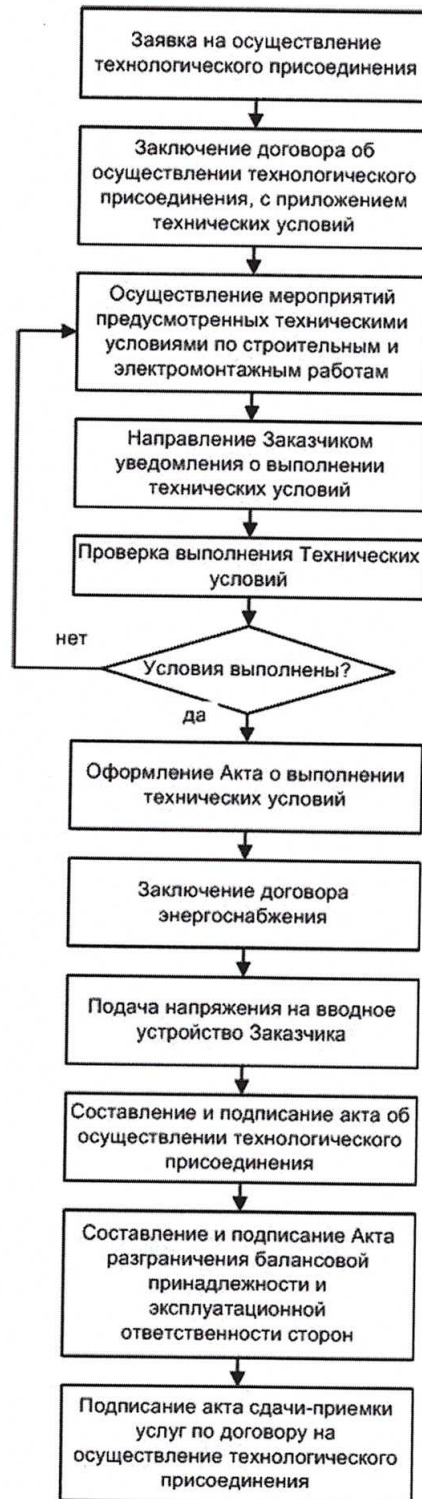 Заявка на осуществление
технологического присоединения
Заключение договора об
осуществлении технологического
присоединения, с приложением
технических условий
Осуществление мероприятий
предусмотренных техническими
условиями по строительным и
электромонтажным работам
Направление Заказчиком
уведомления о выполнении
технических условий
Проверка выполнения Технических
условий
нет
Условия выполнены?
да
Оформление Акта о выполнении
технических условий
Заключение договора
энергоснабжения
Подача напряжения на вводное
устройство Заказчика
Составление и подписание акта об
осуществлении технологического
присоединения
Составление и подписание Акта
разграничения балансовой
принадлежности и
эксплуатационной
ответственности сторон
Подписание акта сдачи-приемки
услуг по договору на
осуществление технологического
присоединения